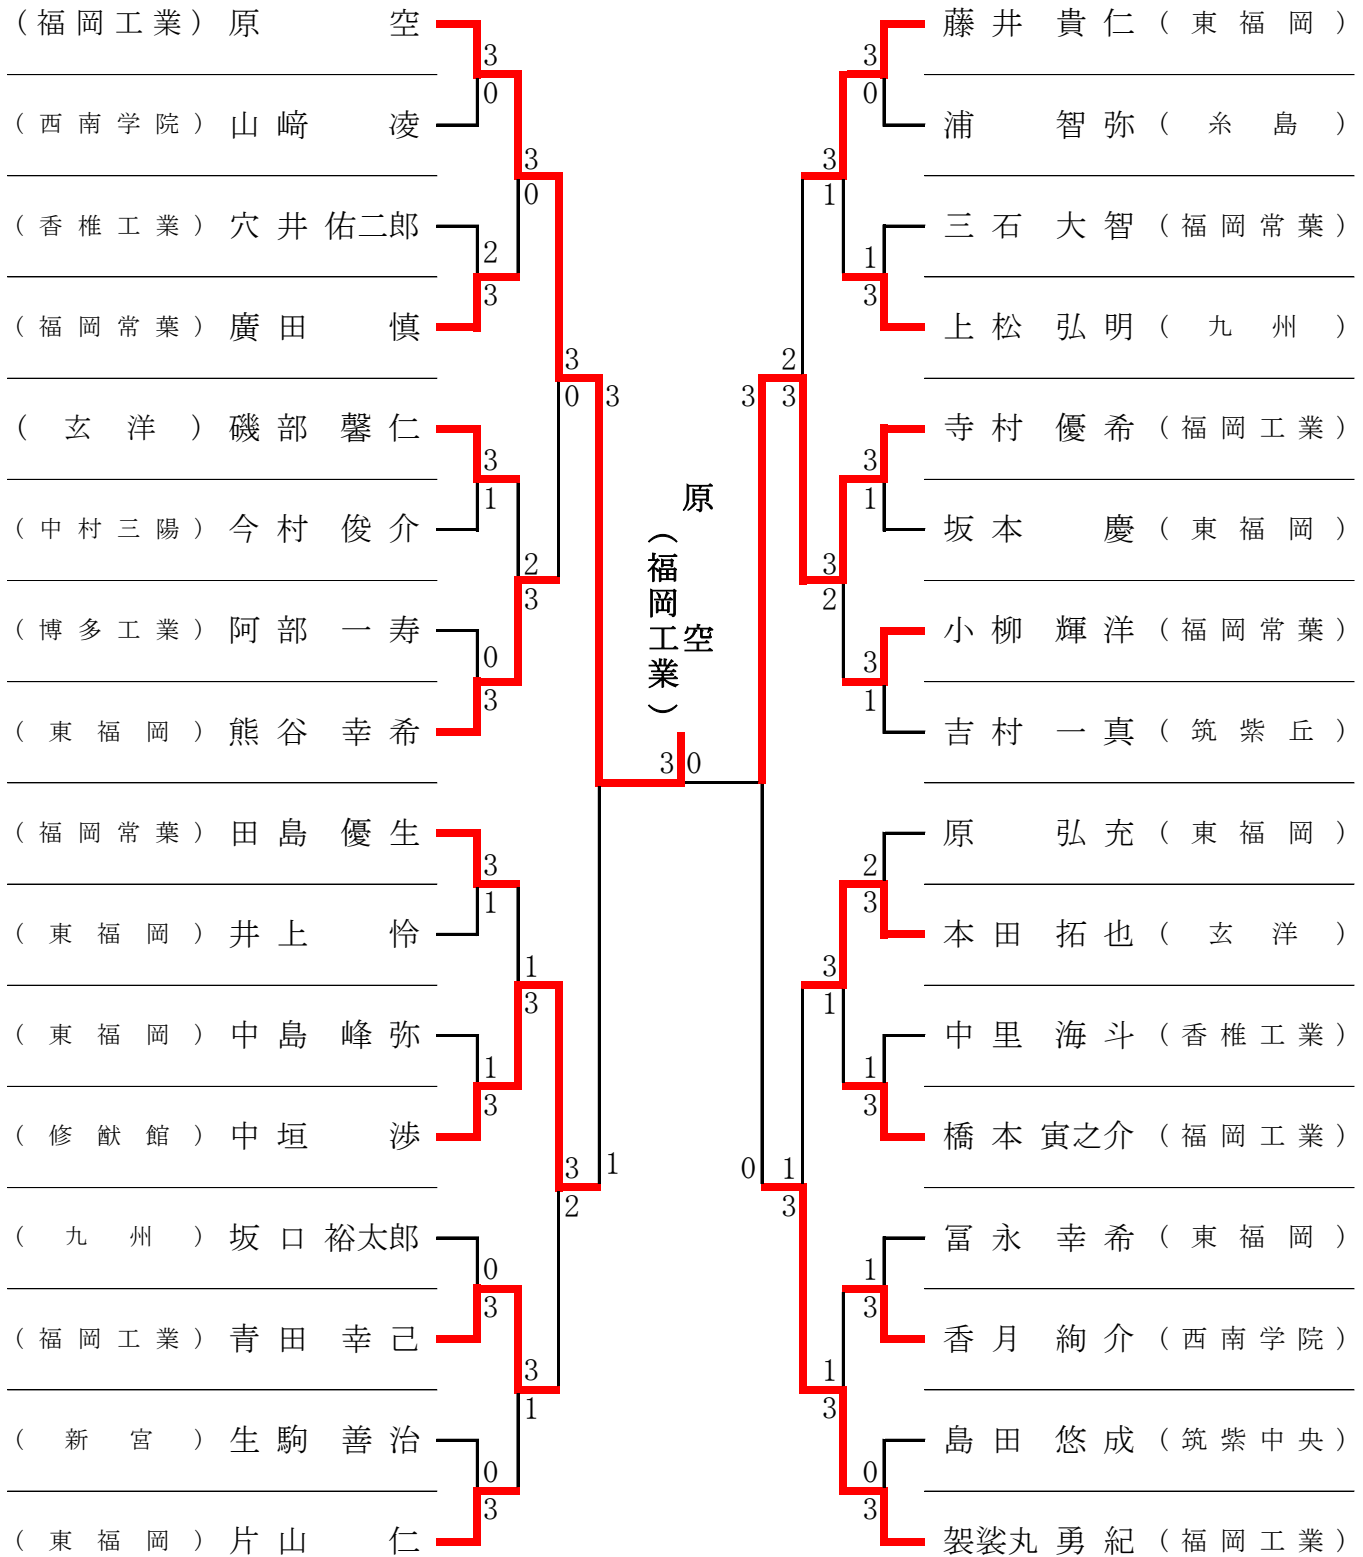 (福岡工業) 原 空
3
0
(西南学院) 山﨑 凌
3
0
(香椎工業) 穴井 佑二郎
2
3
(福岡常葉) 廣田 慎
3
0
3
(玄洋) 磯部 馨仁
3
1
(中村三陽) 今村 俊介
2
3
(博多工業) 阿部 一寿
0
3
(東福岡) 熊谷 幸希
(福岡常葉) 田島 優生
3
1
(東福岡) 井上 怜
1
3
(東福岡) 中島 峰弥
1
3
(修猷館) 中垣 渉
3
2
1
(九州) 坂口 裕太郎
0
3
(福岡工業) 青田 幸己
3
1
(新宮) 生駒 善治
0
3
(東福岡) 片山 仁
原 空
(福岡工業)
3 0
藤井 貴仁 (東福岡)
3
0
浦 智弥 (糸島)
3
1
三石 大智 (福岡常葉)
1
3
上松 弘明 (九州)
2
3
3
寺村 優希 (福岡工業)
3
1
坂本 慶 (東福岡)
3
2
小柳 輝洋 (福岡常葉)
3
1
吉村 一真 (筑紫丘)
原 弘充 (東福岡)
2
3
本田 拓也 (玄洋)
3
1
中里 海斗 (香椎工業)
1
3
橋本 寅之介 (福岡工業)
0
1
3
冨永 幸希 (東福岡)
1
3
香月 絢介 (西南学院)
1
3
島田 悠成 (筑紫中央)
0
3
袈裟丸 勇紀 (福岡工業)